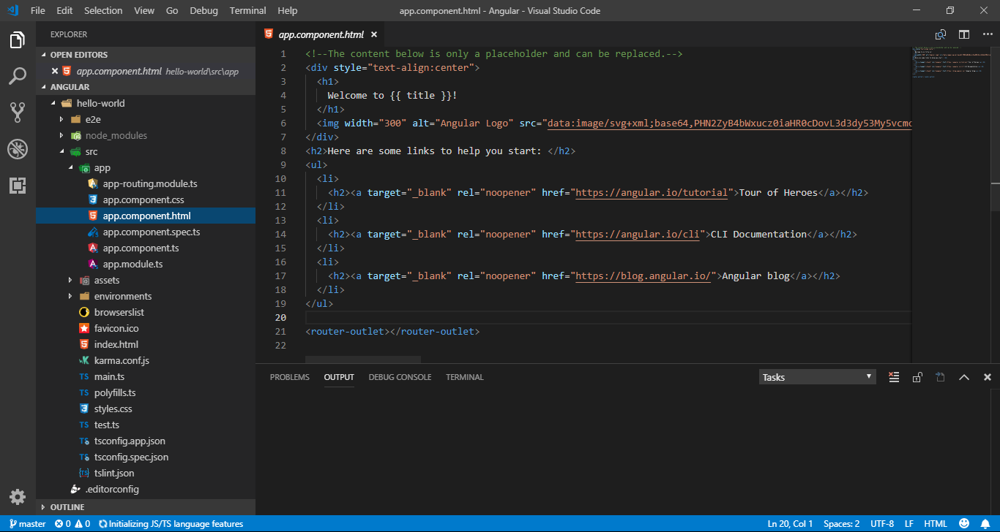 File Edit Selection View Go Debug Terminal Help
app.component.html - Angular - Visual Studio Code
EXPLORER
OPEN EDITORS
app.component.html hello-world\src\app
ANGULAR
hello-world
e2e
node_modules
src
app
app-routing.module.ts
app.component.css
app.component.html
app.component.spec.ts
app.component.ts
app.module.ts
assets
environments
browserslist
favicon.ico
index.html
karma.conf.js
TS main.ts
TS polyfills.ts
styles.css
TS test.ts
tsconfig.app.json
tsconfig.spec.json
tslint.json
.editorconfig
OUTLINE
app.component.html
1 <!--The content below is only a placeholder and can be replaced.-->
2 <div style="text-align:center">
3 <h1>
4 Welcome to {{ title }}!
5 </h1>
6 <img width="300" alt="Angular Logo" src="data:image/svg+xml;base64,PHN2ZyB4bWxucz0iaHR0cDovL3d3dy53My5vcmc
7 </div>
8 <h2>Here are some links to help you start: </h2>
9 <ul>
10 <li>
11 <h2><a target="_blank" rel="noopener" href="https://angular.io/tutorial">Tour of Heroes</a></h2>
12 </li>
13 <li>
14 <h2><a target="_blank" rel="noopener" href="https://angular.io/cli">CLI Documentation</a></h2>
15 </li>
16 <li>
17 <h2><a target="_blank" rel="noopener" href="https://blog.angular.io/">Angular blog</a></h2>
18 </li>
19 </ul>
20
21 <router-outlet></router-outlet>
22
PROBLEMS OUTPUT DEBUG CONSOLE TERMINAL
Tasks
master 0 0 Initializing JS/TS language features
Ln 20, Col 1 Spaces: 2 UTF-8 LF HTML